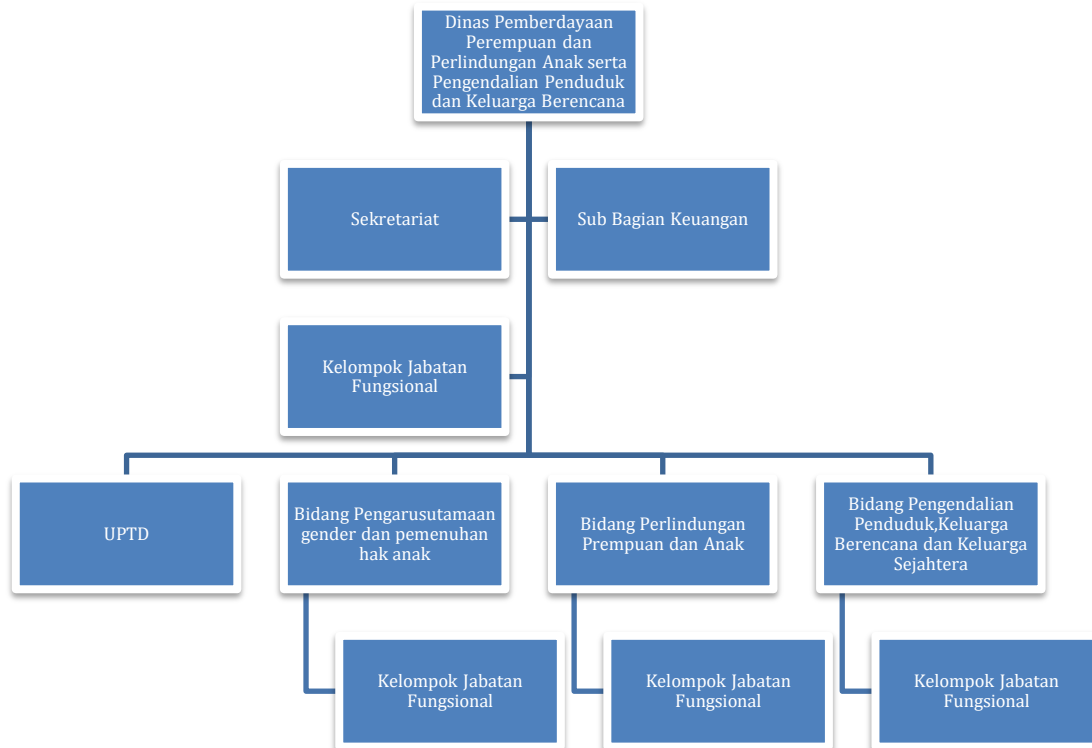 Dinas Pemberdayaan
Perempuan dan
Perlindungan Anak serta
Pengendalian Penduduk
dan Keluarga Berencana
Sekretariat
Sub Bagian Keuangan
Kelompok Jabatan
Fungsional
UPTD
Bidang Pengarusutamaan
gender dan pemenuhan
hak anak
Bidang Perlindungan
Prempuan dan Anak
Bidang Pengendalian
Penduduk,Keluarga
Berencana dan Keluarga
Sejahtera
Kelompok Jabatan
Fungsional
Kelompok Jabatan
Fungsional
Kelompok Jabatan
Fungsional